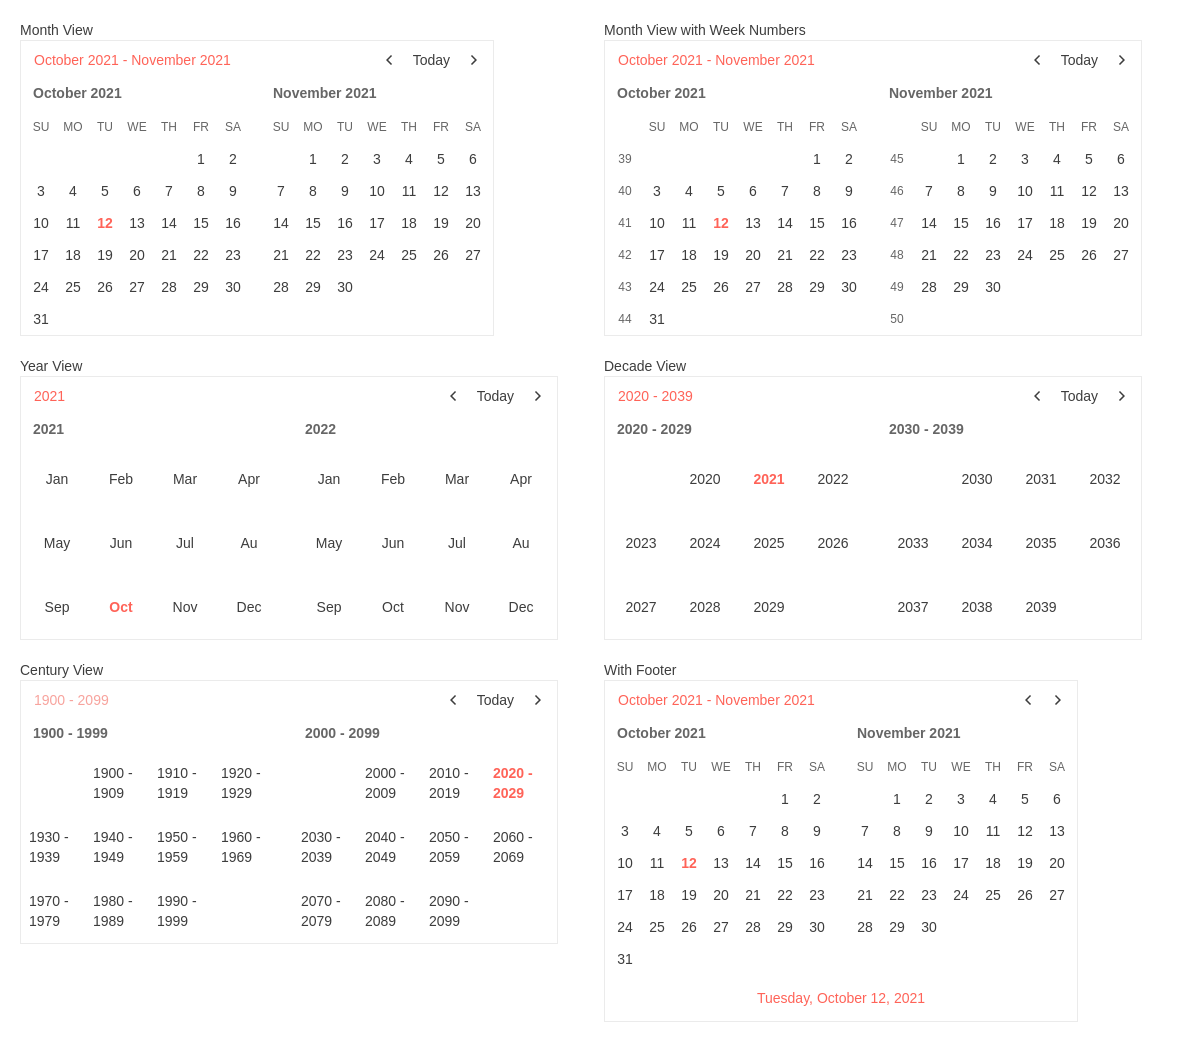 Month View
October 2021 - November 2021 Today
October 2021 November 2021
SU MO TU WE TH FR SA SU MO TU WE TH FR SA
1 2 1 2 3 4 5 6
3 4 5 6 7 8 9 7 8 9 10 11 12 13
10 11 12 13 14 15 16 14 15 16 17 18 19 20
17 18 19 20 21 22 23 21 22 23 24 25 26 27
24 25 26 27 28 29 30 28 29 30
31
Month View with Week Numbers
October 2021 - November 2021 Today
October 2021 November 2021
SU MO TU WE TH FR SA SU MO TU WE TH FR SA
39 1 2 45 1 2 3 4 5 6
40 3 4 5 6 7 8 9 46 7 8 9 10 11 12 13
41 10 11 12 13 14 15 16 47 14 15 16 17 18 19 20
42 17 18 19 20 21 22 23 48 21 22 23 24 25 26 27
43 24 25 26 27 28 29 30 49 28 29 30
44 31 50
Year View
2021 Today
2021 2022
Jan Feb Mar Apr Jan Feb Mar Apr
May Jun Jul Au May Jun Jul Au
Sep Oct Nov Dec Sep Oct Nov Dec
Decade View
2020 - 2039 Today
2020 - 2029 2030 - 2039
2020 2021 2022 2030 2031 2032
2023 2024 2025 2026 2033 2034 2035 2036
2027 2028 2029 2037 2038 2039
Century View
1900 - 2099 Today
1900 - 1999 2000 - 2099
1900 - 1910 - 1920 - 2000 - 2010 - 2020 -
1909 1919 1929 2009 2019 2029
1930 - 1940 - 1950 - 1960 - 2030 - 2040 - 2050 - 2060 -
1939 1949 1959 1969 2039 2049 2059 2069
1970 - 1980 - 1990 - 2070 - 2080 - 2090 -
1979 1989 1999 2079 2089 2099
With Footer
October 2021 - November 2021
October 2021 November 2021
SU MO TU WE TH FR SA SU MO TU WE TH FR SA
1 2 1 2 3 4 5 6
3 4 5 6 7 8 9 7 8 9 10 11 12 13
10 11 12 13 14 15 16 14 15 16 17 18 19 20
17 18 19 20 21 22 23 21 22 23 24 25 26 27
24 25 26 27 28 29 30 28 29 30
31
Tuesday, October 12, 2021